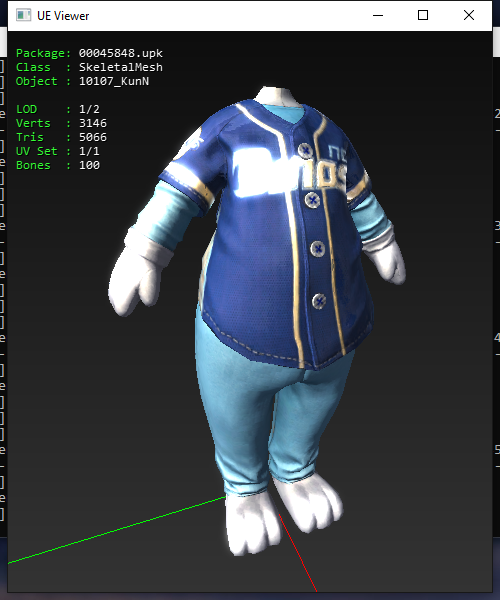 UE Viewer
Package: 00045848.upk
Class : SkeletalMesh
Object : 10107_KunN
LOD : 1/2
Verts : 3146
Tris : 5066
UV Set : 1/1
Bones : 100
NC
Dinos